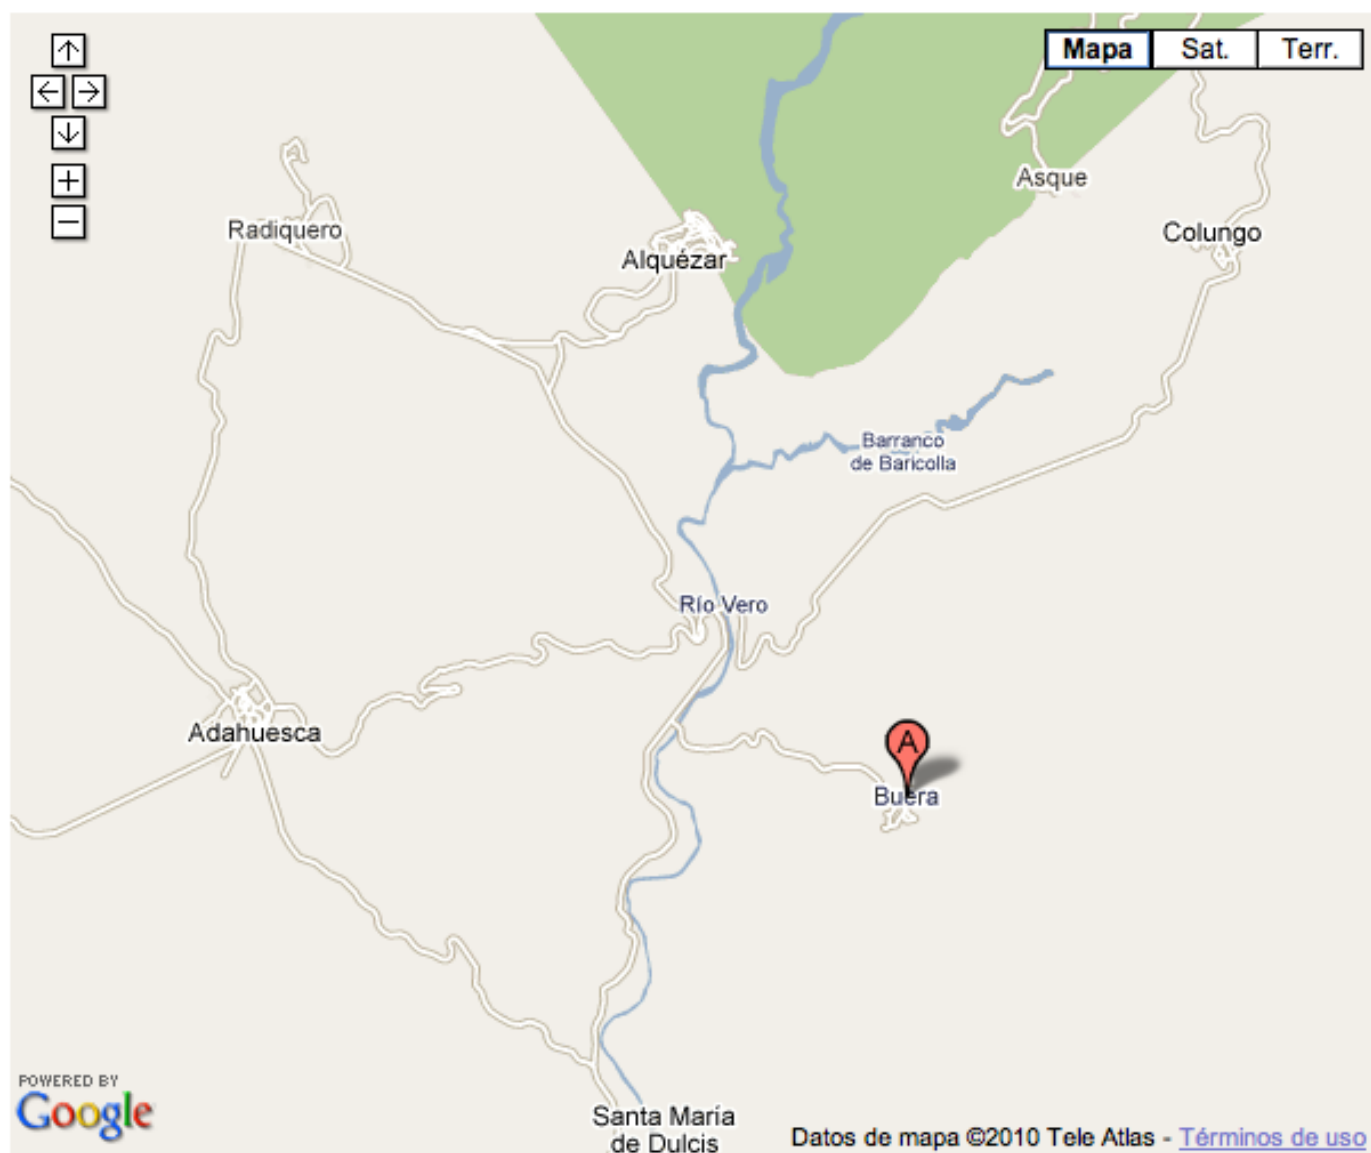 Mapa Sat. Terr.
Asque
Radiquero
Colungo
Alquézar
Barranco
de Baricolla
Río Vero
Adahuesca
A
Buera
POWERED BY
Google
Santa María
de Dulcis
Datos de mapa ©2010 Tele Atlas - Términos de uso